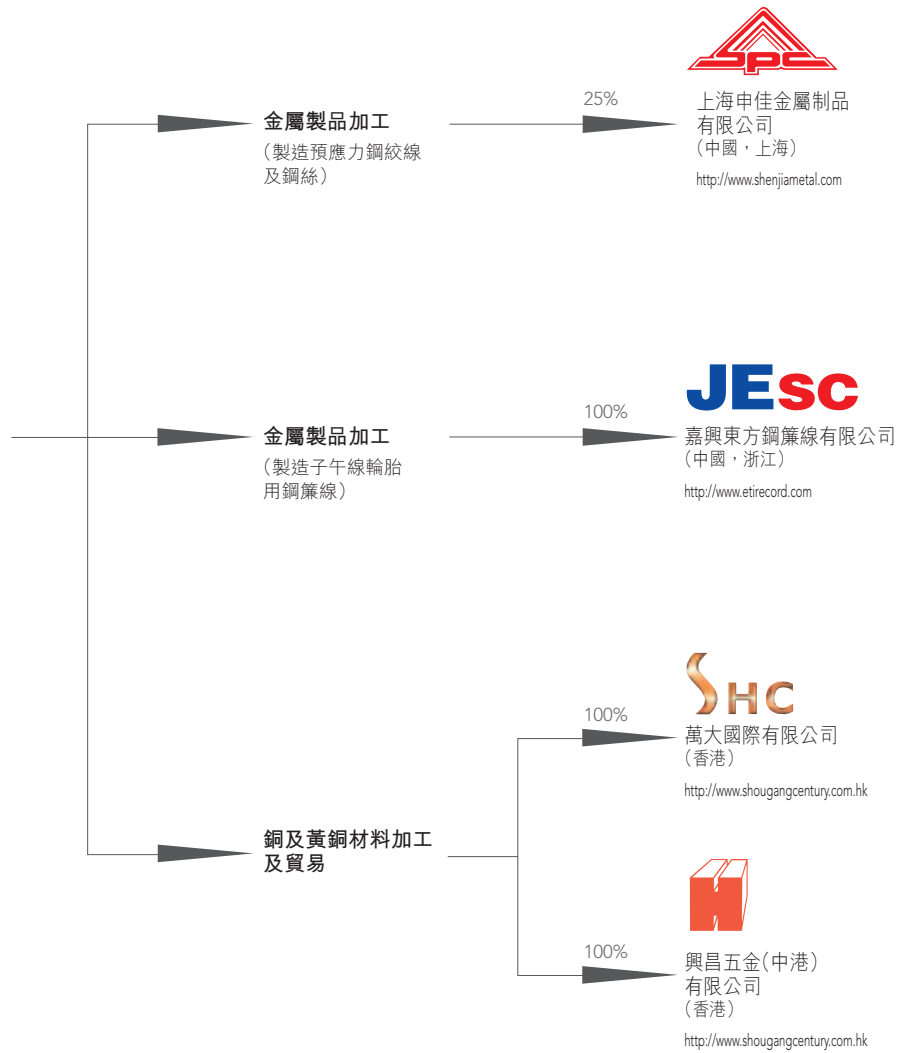 SPC
金屬製品加工
(製造預應力鋼絞線
及鋼絲)
25%
上海申佳金屬制品
有限公司
(中國,上海)
http://www.shenjiametal.com
金屬製品加工
(製造子午線輪胎
用鋼簾線)
100%
JEsc
嘉興東方鋼簾線有限公司
(中國,浙江)
http://www.etirecord.com
銅及黃銅材料加工
及貿易
100%
SHC
萬大國際有限公司
(香港)
http://www.shougangcentury.com.hk
100%
H
興昌五金(中港)
有限公司
(香港)
http://www.shougangcentury.com.hk